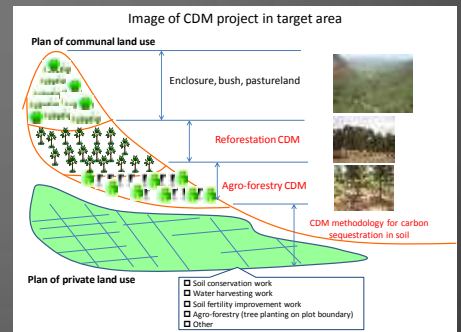 Image of CDM project in target area
Plan of communal land use
Enclosure, bush, pastureland
Reforestation CDM
Agro-forestry CDM
CDM methodology for carbon
sequestration in soil
Plan of private land use
Soil conservation work
Water harvesting work
Soil fertility improvement work
Agro-forestry (tree planting on plot boundary)
Other